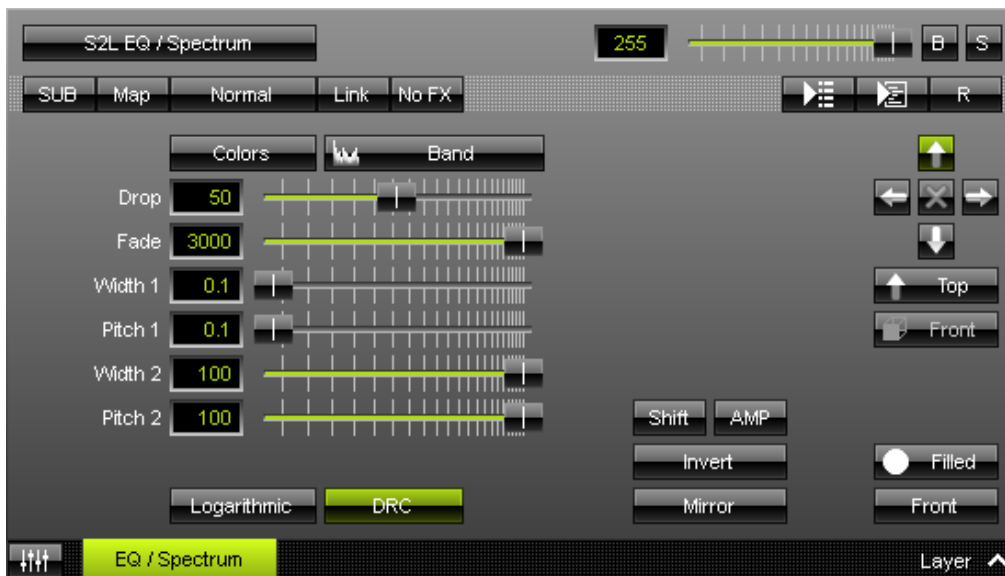 S2L EQ / Spectrum 255 B S
SUB Map Normal Link No FX R
Colors Band
Drop 50
Fade 3000
Width 1 0.1
Top
Pitch 1 0.1
Front
Width 2 100
Pitch 2 100
Shift AMP
Invert Filled
Logarithmic DRC Mirror Front
EQ / Spectrum Layer